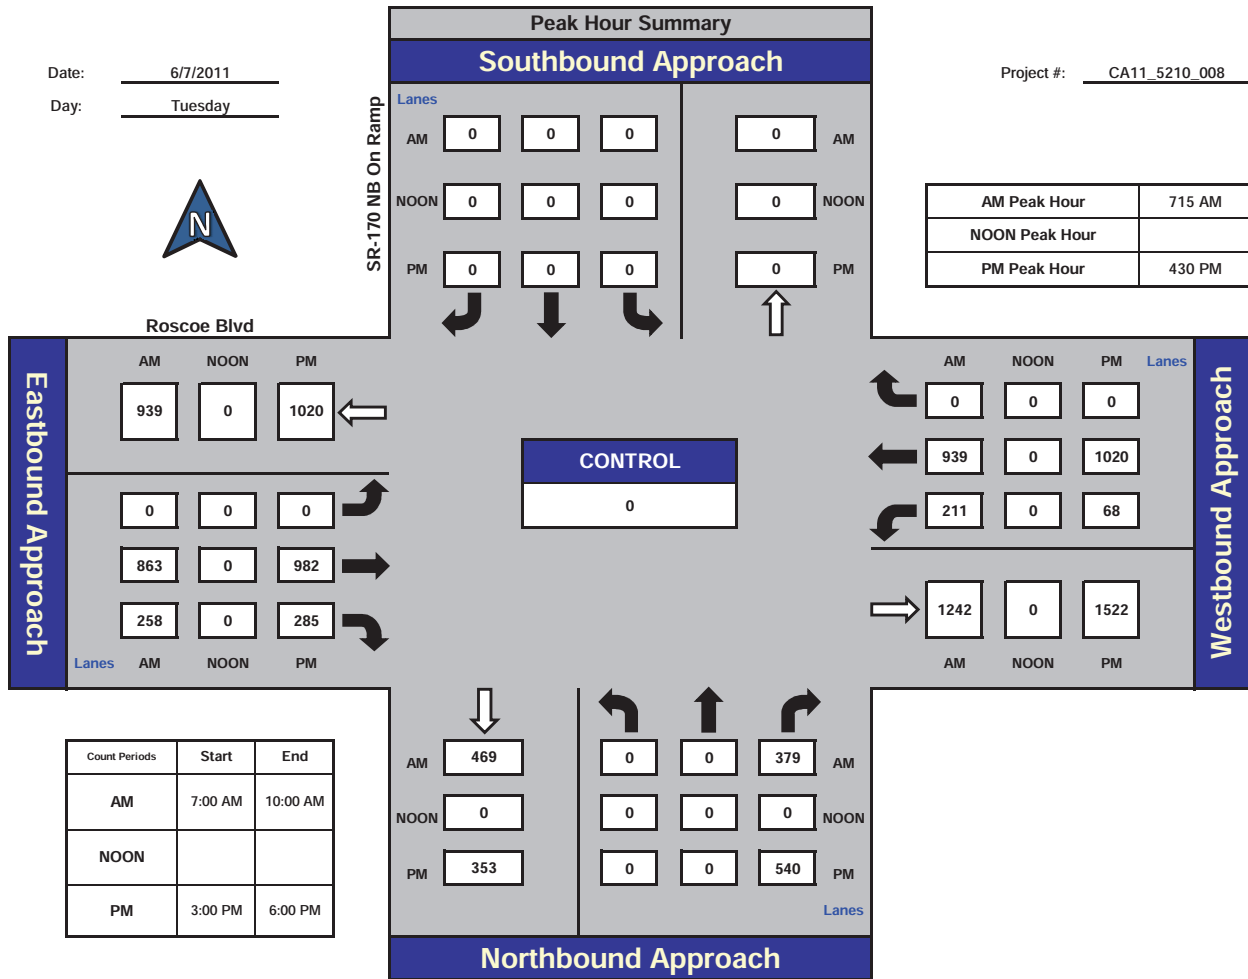 Peak Hour Summary
Southbound Approach
Date: 6/7/2011
Day: Tuesday
Project #: CA11_5210_008
SR-170 NB On Ramp
Lanes
AM 0 0 0 0 AM
NOON 0 0 0 0 NOON
PM 0 0 0 0 PM
N
AM Peak Hour 715 AM
NOON Peak Hour
PM Peak Hour 430 PM
Roscoe Blvd
Eastbound Approach
AM NOON PM
939 0 1020
0 0 0
863 0 982
258 0 285
Lanes AM NOON PM
CONTROL
0
AM NOON PM Lanes
0 0 0
939 0 1020
211 0 68
1242 0 1522
AM NOON PM
Westbound Approach
Count Periods Start End
AM 7:00 AM 10:00 AM
NOON
PM 3:00 PM 6:00 PM
AM 469 0 0 379 AM
NOON 0 0 0 0 NOON
PM 353 0 0 540 PM
Lanes
Northbound Approach